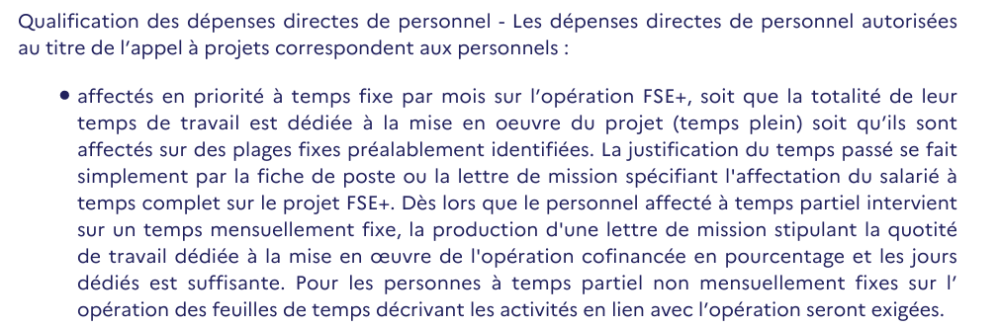 Qualification des dépenses directes de personnel - Les dépenses directes de personnel autorisées
au titre de l’appel à projets correspondent aux personnels :
• affectés en priorité à temps fixe par mois sur l’opération FSE+, soit que la totalité de leur
temps de travail est dédiée à la mise en oeuvre du projet (temps plein) soit qu’ils sont
affectés sur des plages fixes préalablement identifiées. La justification du temps passé se fait
simplement par la fiche de poste ou la lettre de mission spécifiant l'affectation du salarié à
temps complet sur le projet FSE+. Dès lors que le personnel affecté à temps partiel intervient
sur un temps mensuellement fixe, la production d'une lettre de mission stipulant la quotité
de travail dédiée à la mise en œuvre de l'opération cofinancée en pourcentage et les jours
dédiés est suffisante. Pour les personnes à temps partiel non mensuellement fixes sur l’
opération des feuilles de temps décrivant les activités en lien avec l’opération seront exigées.